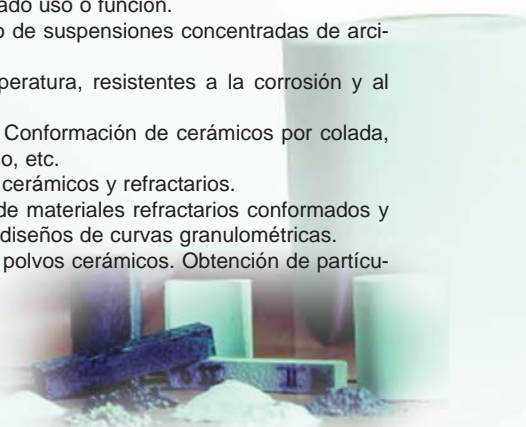 ado uso o función.
o de suspensiones concentradas de arci-
peratura, resistentes a la corrosión y al
Conformación de cerámicos por colada,
o, etc.
cerámicos y refractarios.
de materiales refractarios conformados y
diseños de curvas granulométricas.
polvos cerámicos. Obtención de partícu-